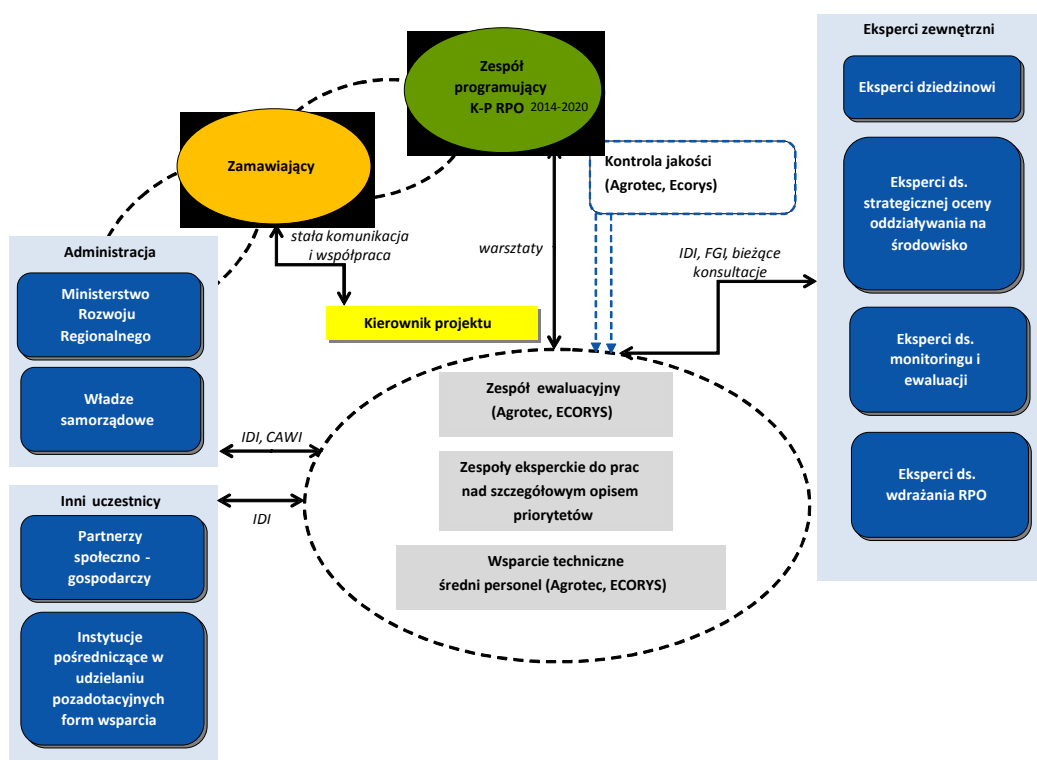 Zespół
programujący
K-P RPO 2014-2020
Zamawiający
Kontrola jakości
(Agrotec, Ecorys)
stała komunikacja
i współpraca
warsztaty
IDI, FGI, bieżące
konsultacje
Kierownik projektu
Administracja
Ministerstwo
Rozwoju
Regionalnego
Władze
samorządowe
IDI, CAWI
Inni uczestnicy
IDI
Partnerzy
społeczno -
gospodarczy
Instytucje
pośredniczące w
udzielaniu
pozadotacyjnych
form wsparcia
Zespół ewaluacyjny
(Agrotec, ECORYS)
Zespoły eksperckie do prac
nad szczegółowym opisem
priorytetów
Wsparcie techniczne
średni personel (Agrotec, ECORYS)
Eksperci zewnętrzni
Eksperci dziedzinowi
Eksperci ds.
strategicznej oceny
oddziaływania na
środowisko
Eksperci ds.
monitoringu i
ewaluacji
Eksperci ds.
wdrażania RPO